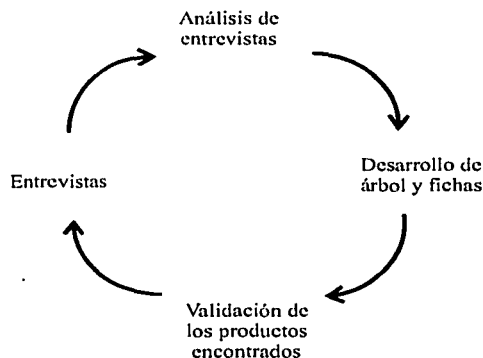 Análisis de
entrevistas
Entrevistas
Desarrollo de
árbol y fichas
Validación de
los productos
encontrados